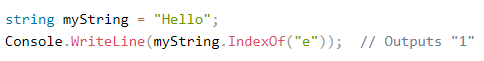 string myString = "Hello";
Console.WriteLine(myString.IndexOf("e"));  // Outputs "1"